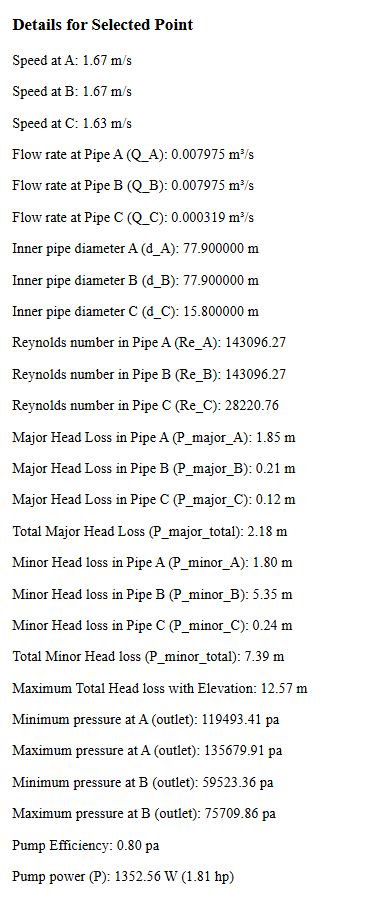 Details for Selected Point
Speed at A: 1.67 m/s
Speed at B: 1.67 m/s
Speed at C: 1.63 m/s
Flow rate at Pipe A (Q_A): 0.007975 m³/s
Flow rate at Pipe B (Q_B): 0.007975 m³/s
Flow rate at Pipe C (Q_C): 0.000319 m³/s
Inner pipe diameter A (d_A): 77.900000 m
Inner pipe diameter B (d_B): 77.900000 m
Inner pipe diameter C (d_C): 15.800000 m
Reynolds number in Pipe A (Re_A): 143096.27
Reynolds number in Pipe B (Re_B): 143096.27
Reynolds number in Pipe C (Re_C): 28220.76
Major Head Loss in Pipe A (P_major_A): 1.85 m
Major Head Loss in Pipe B (P_major_B): 0.21 m
Major Head Loss in Pipe C (P_major_C): 0.12 m
Total Major Head Loss (P_major_total): 2.18 m
Minor Head loss in Pipe A (P_minor_A): 1.80 m
Minor Head loss in Pipe B (P_minor_B): 5.35 m
Minor Head loss in Pipe C (P_minor_C): 0.24 m
Total Minor Head loss (P_minor_total): 7.39 m
Maximum Total Head loss with Elevation: 12.57 m
Minimum pressure at A (outlet): 119493.41 pa
Maximum pressure at A (outlet): 135679.91 pa
Minimum pressure at B (outlet): 59523.36 pa
Maximum pressure at B (outlet): 75709.86 pa
Pump Efficiency: 0.80 pa
Pump power (P): 1352.56 W (1.81 hp)